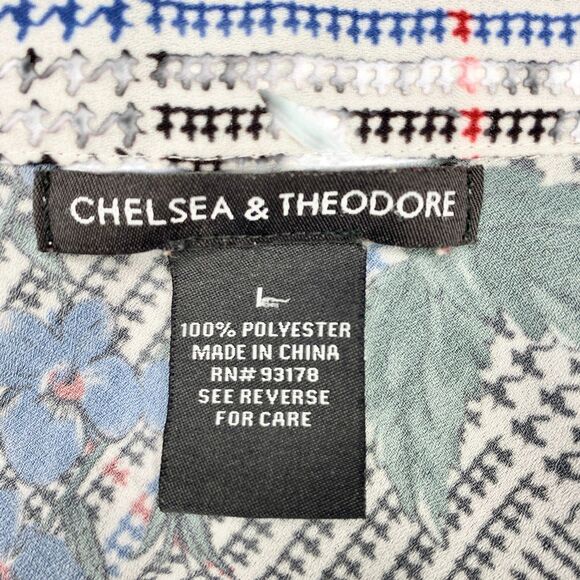 CHELSEA & THEODORE
L
100% POLYESTER
MADE IN CHINA
RN# 93178
SEE REVERSE
FOR CARE